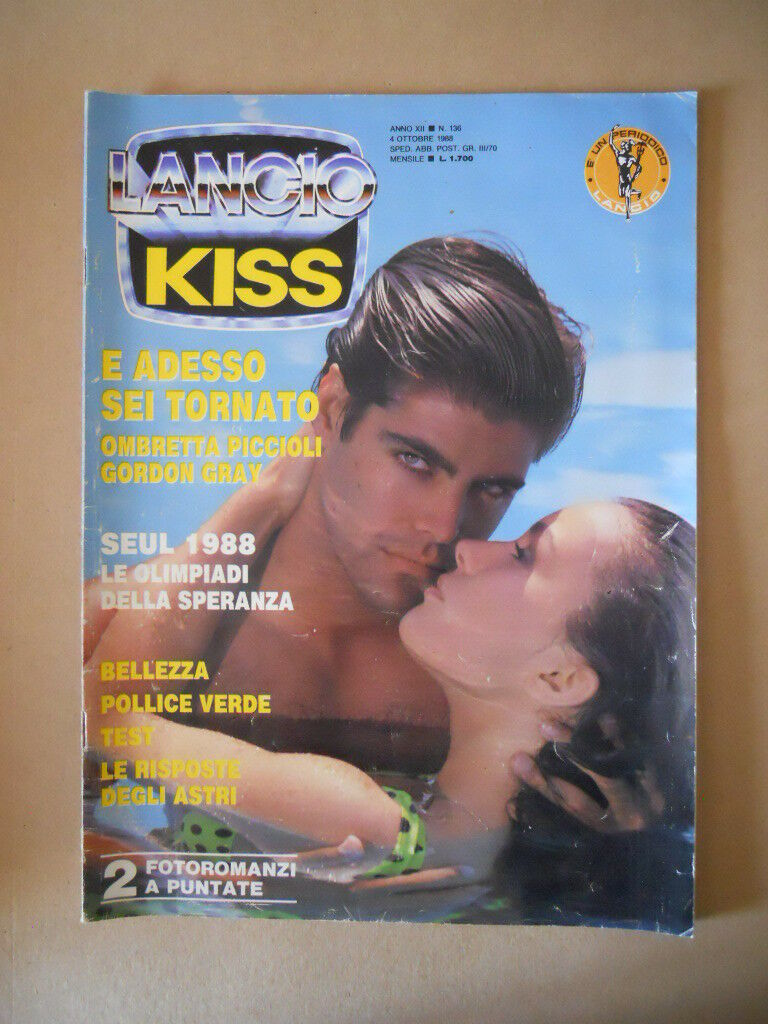 ANNO XII ■ N. 136
4 OTTOBRE 1988
SPED. ABB. POST. GR. III/70
MENSILE ■ L. 1.700
E' UN PERIODICO
LANCIO
LANCIO
KISS
E ADESSO
SEI TORNATO
OMBRETTA PICCIOLI
GORDON GRAY
SEUL 1988
LE OLIMPIADI
DELLA SPERANZA
BELLEZZA
POLLICE VERDE
TEST
LE RISPOSTE
DEGLI ASTRI
2 FOTOROMANZI
A PUNTATE